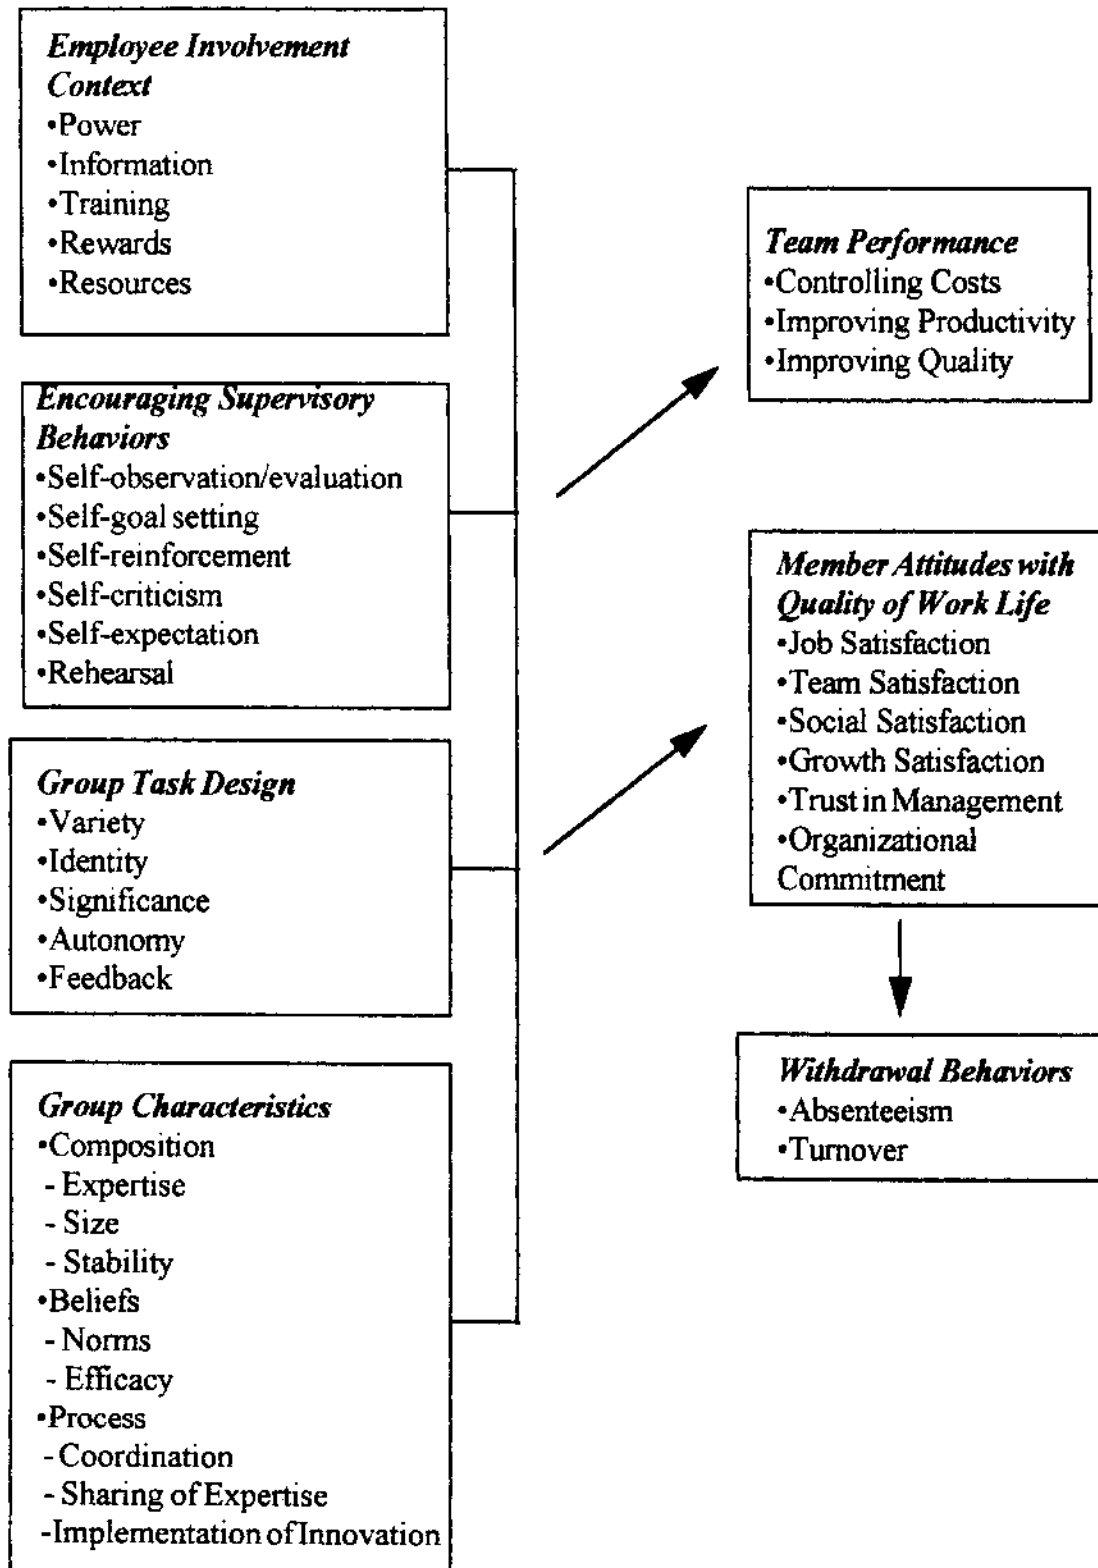 Employee Involvement
Context
•Power
•Information
•Training
•Rewards
•Resources
Encouraging Supervisory
Behaviors
•Self-observation/evaluation
•Self-goal setting
•Self-reinforcement
•Self-criticism
•Self-expectation
•Rehearsal
Group Task Design
•Variety
•Identity
•Significance
•Autonomy
•Feedback
Group Characteristics
•Composition
- Expertise
- Size
- Stability
•Beliefs
- Norms
- Efficacy
•Process
- Coordination
- Sharing of Expertise
-Implementation of Innovation
Team Performance
•Controlling Costs
•Improving Productivity
•Improving Quality
Member Attitudes with
Quality of Work Life
•Job Satisfaction
•Team Satisfaction
•Social Satisfaction
•Growth Satisfaction
•Trust in Management
•Organizational
Commitment
Withdrawal Behaviors
•Absenteeism
•Turnover